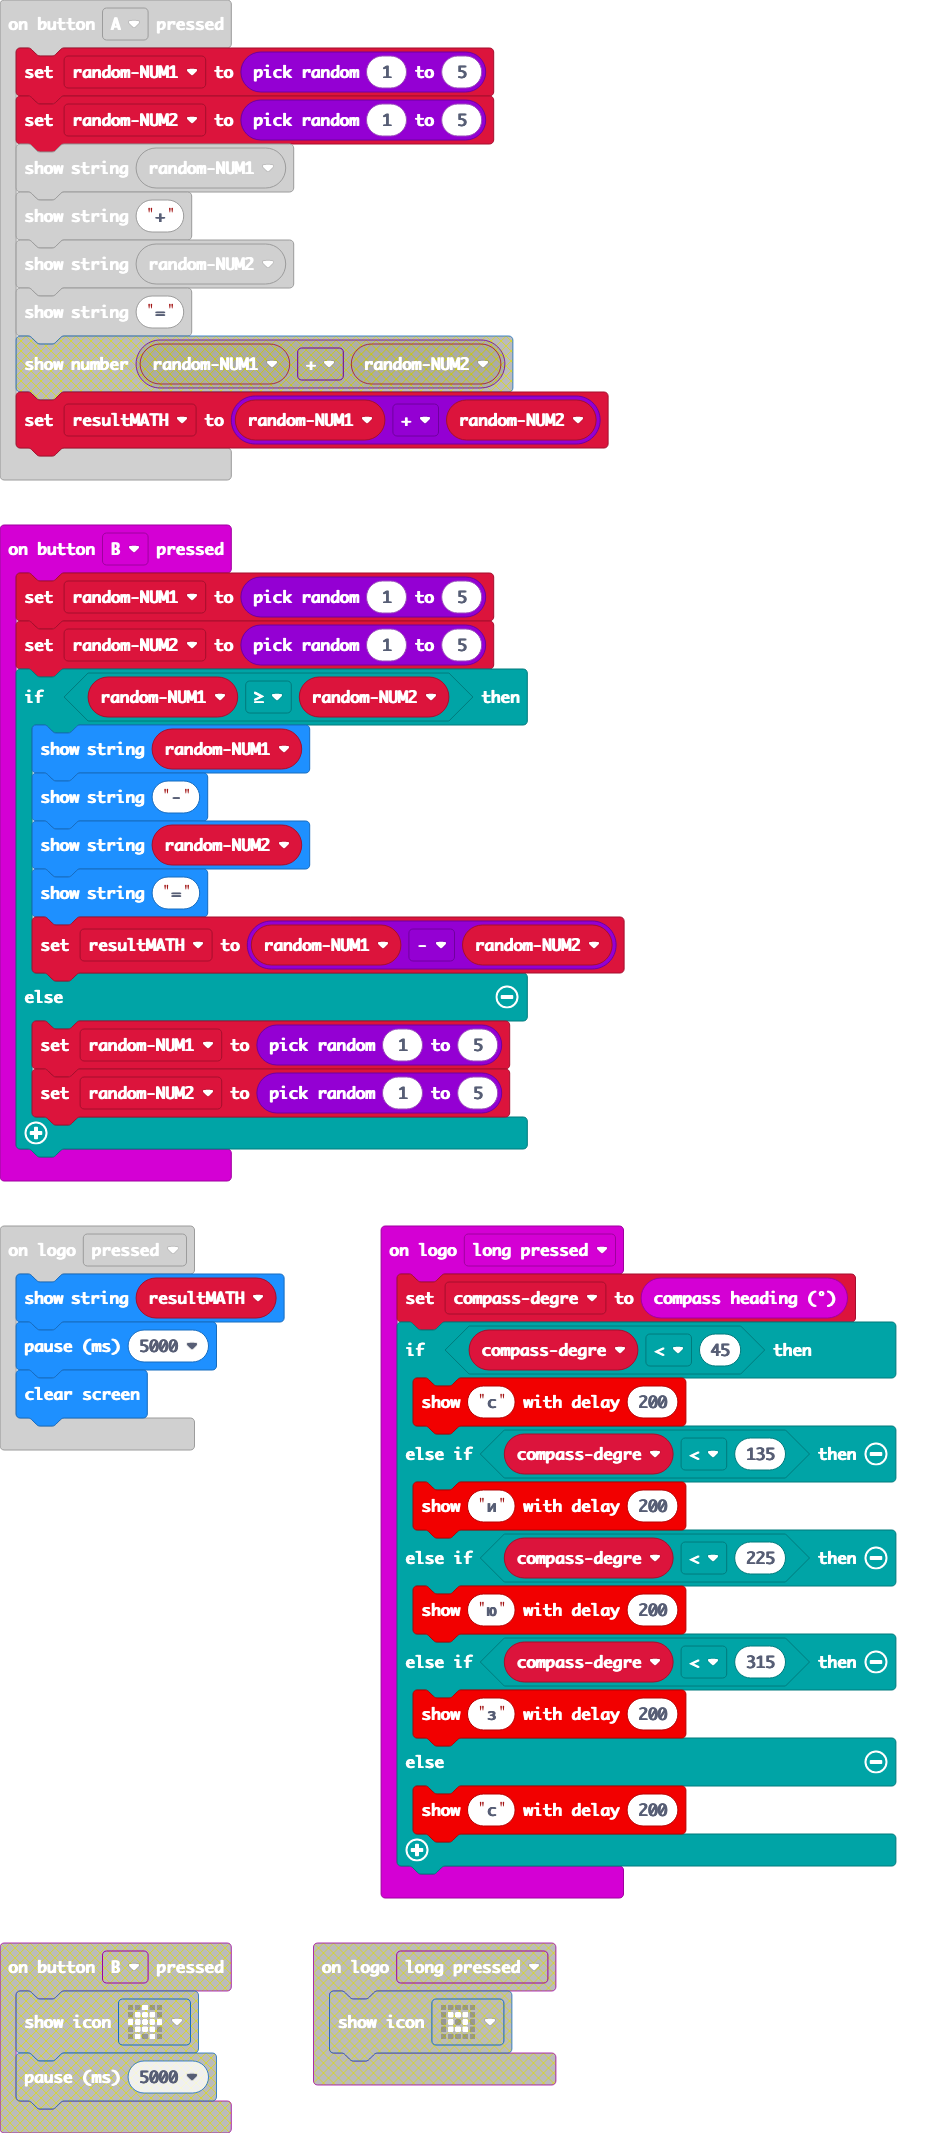 on button A pressed
set random-NUM1 to pick random 1 to 5
set random-NUM2 to pick random 1 to 5
show string random-NUM1
show string "+"
show string random-NUM2
show string "="
show number random-NUM1 + random-NUM2
set resultMATH to random-NUM1 + random-NUM2
on button B pressed
set random-NUM1 to pick random 1 to 5
set random-NUM2 to pick random 1 to 5
if random-NUM1 ≥ random-NUM2 then
show string random-NUM1
show string "-"
show string random-NUM2
show string "="
set resultMATH to random-NUM1 - random-NUM2
else
set random-NUM1 to pick random 1 to 5
set random-NUM2 to pick random 1 to 5
on logo pressed
show string resultMATH
pause (ms) 5000
clear screen
on logo long pressed
set compass-degre to compass heading (°)
if compass-degre < 45 then
show "с" with delay 200
else if compass-degre < 135 then
show "и" with delay 200
else if compass-degre < 225 then
show "ю" with delay 200
else if compass-degre < 315 then
show "з" with delay 200
else
show "с" with delay 200
on button B pressed
show icon
pause (ms) 5000
on logo long pressed
show icon